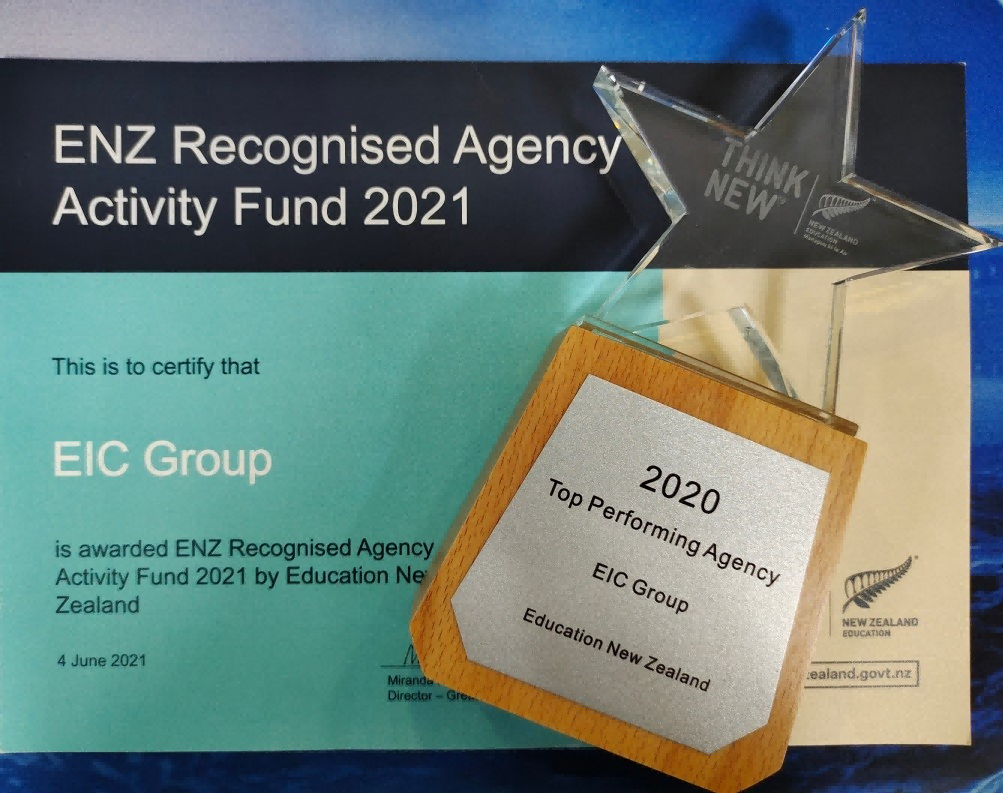 ENZ Recognised Agency
Activity Fund 2021
This is to certify that
EIC Group
is awarded ENZ Recognised Agency
Activity Fund 2021 by Education
Zealand
4 June 2021
Miranda
Director –
NEW ZEALAND
EDUCATION
ealand.govt.nz
THINK
NEW
NEW ZEALAND
EDUCATION
2020
Top Performing Agency
EIC Group
Education New Zealand